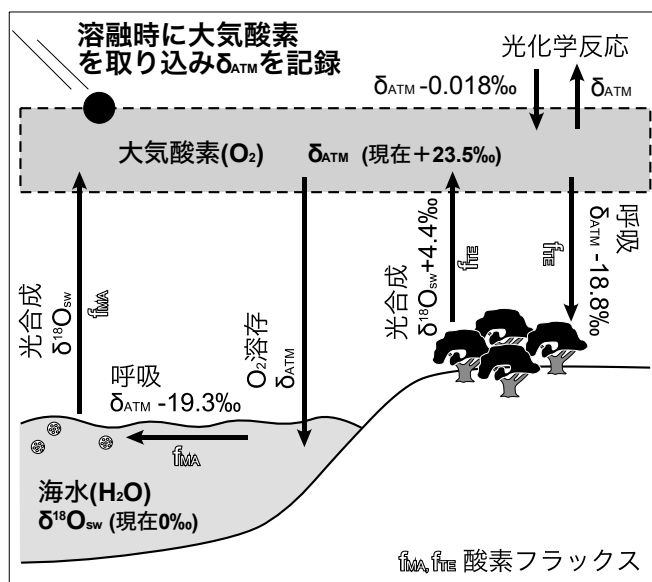 溶融時に大気酸素
を取り込みδATMを記録
光化学反応
δATM -0.018‰
δATM
大気酸素(O₂) δATM (現在＋23.5‰)
光合成
δ¹⁸Osw
fMA
O₂溶存
δATM
光合成
δ¹⁸Osw+4.4‰
fTE
fTE
呼吸
δATM -18.8‰
呼吸
δATM -19.3‰
fMA
海水(H₂O)
δ¹⁸Osw (現在0‰)
fMA,fTE 酸素フラックス